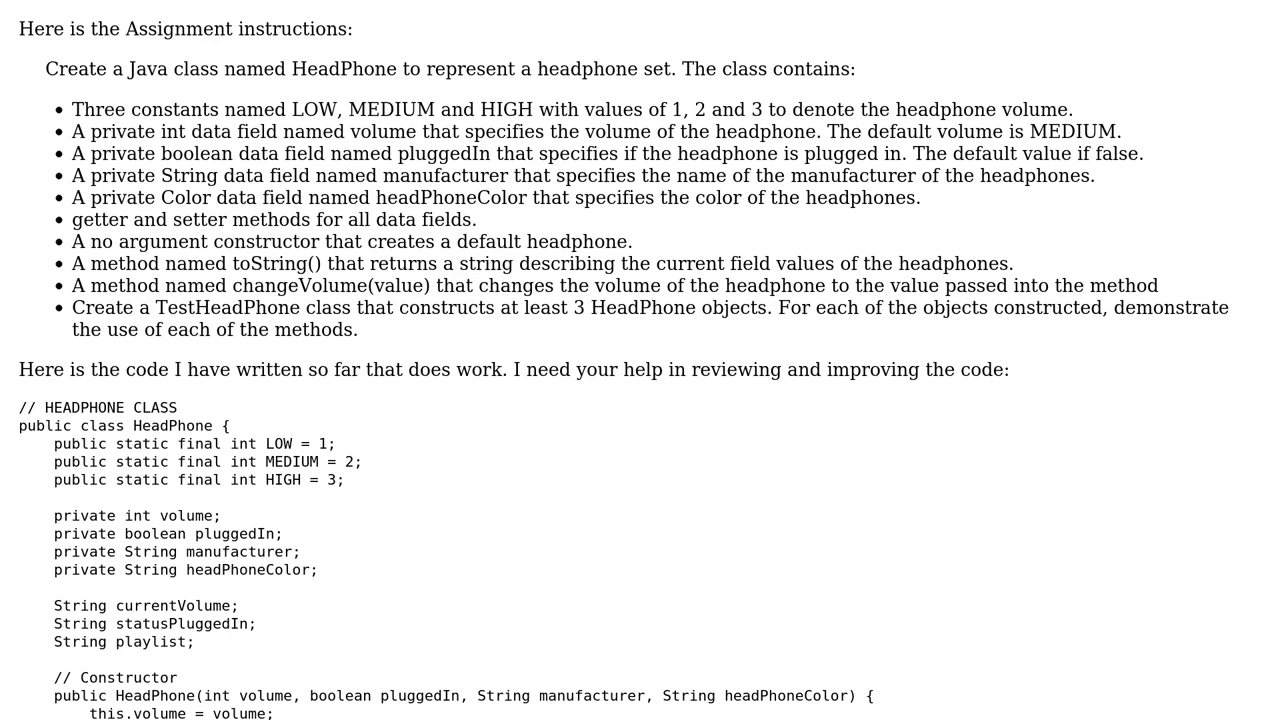 Here is the Assignment instructions:
Create a Java class named HeadPhone to represent a headphone set. The class contains:
• Three constants named LOW, MEDIUM and HIGH with values of 1, 2 and 3 to denote the headphone volume.
• A private int data field named volume that specifies the volume of the headphone. The default volume is MEDIUM.
• A private boolean data field named pluggedIn that specifies if the headphone is plugged in. The default value if false.
• A private String data field named manufacturer that specifies the name of the manufacturer of the headphones.
• A private Color data field named headPhoneColor that specifies the color of the headphones.
• getter and setter methods for all data fields.
• A no argument constructor that creates a default headphone.
• A method named toString() that returns a string describing the current field values of the headphones.
• A method named changeVolume(value) that changes the volume of the headphone to the value passed into the method
• Create a TestHeadPhone class that constructs at least 3 HeadPhone objects. For each of the objects constructed, demonstrate
the use of each of the methods.
Here is the code I have written so far that does work. I need your help in reviewing and improving the code:
// HEADPHONE CLASS
public class HeadPhone {
    public static final int LOW = 1;
    public static final int MEDIUM = 2;
    public static final int HIGH = 3;

    private int volume;
    private boolean pluggedIn;
    private String manufacturer;
    private String headPhoneColor;

    String currentVolume;
    String statusPluggedIn;
    String playlist;

    // Constructor
    public HeadPhone(int volume, boolean pluggedIn, String manufacturer, String headPhoneColor) {
        this.volume = volume;